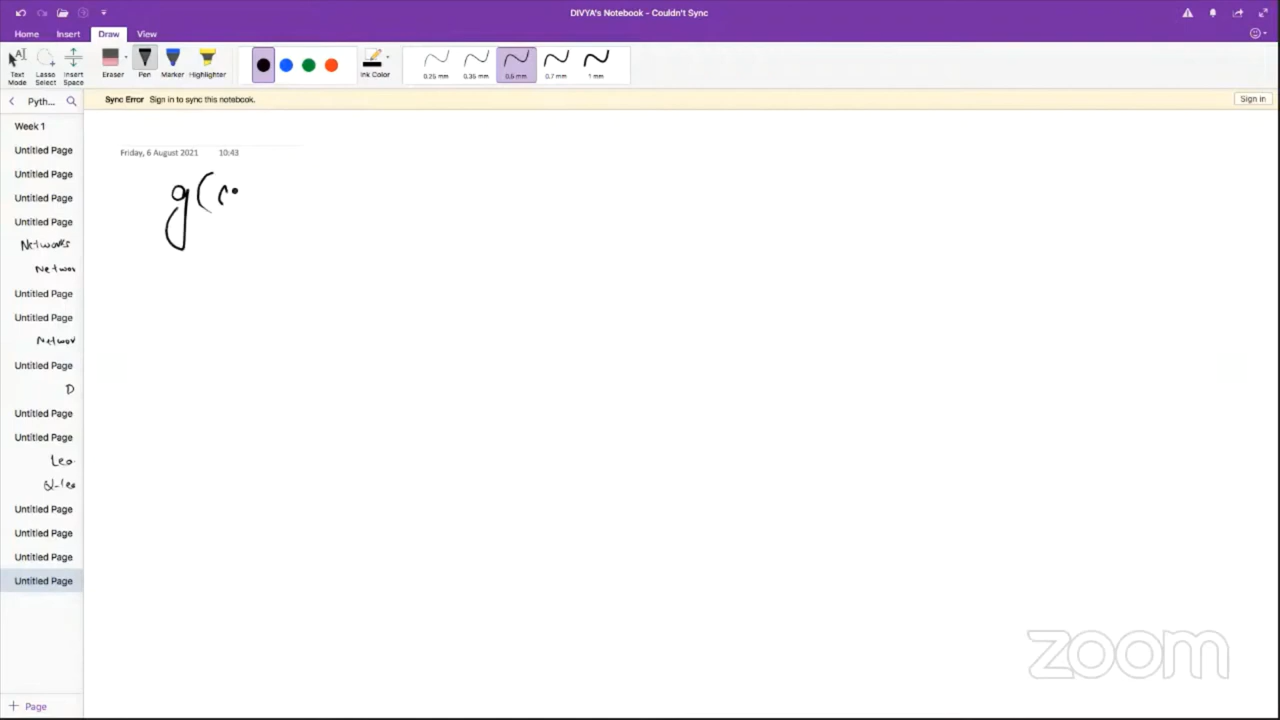 DIVYA's Notebook - Couldn't Sync
Home Insert Draw View
Text Mode
Lasso Select
Insert Space
Eraser
Pen
Marker
Highlighter
Ink Color
0.25 mm
0.35 mm
0.5 mm
0.7 mm
1 mm
Pyth...
Sync Error Sign in to sync this notebook.
Sign in
Week 1
Untitled Page
Untitled Page
Untitled Page
Untitled Page
Networks
Networ
Untitled Page
Untitled Page
Networ
Untitled Page
D
Untitled Page
Untitled Page
Lea
Q-lea
Untitled Page
Untitled Page
Untitled Page
Untitled Page
+ Page
Friday, 6 August 2021 10:43
g(
zoom